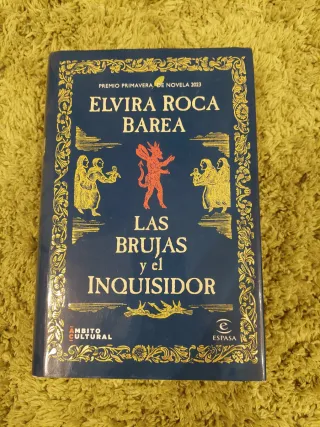 PREMIO PRIMAVERA DE NOVELA 2023
ELVIRA ROCA
BAREA
LAS
BRUJAS
y el
INQUISIDOR
ÁMBITO
CULTURAL
ESPASA